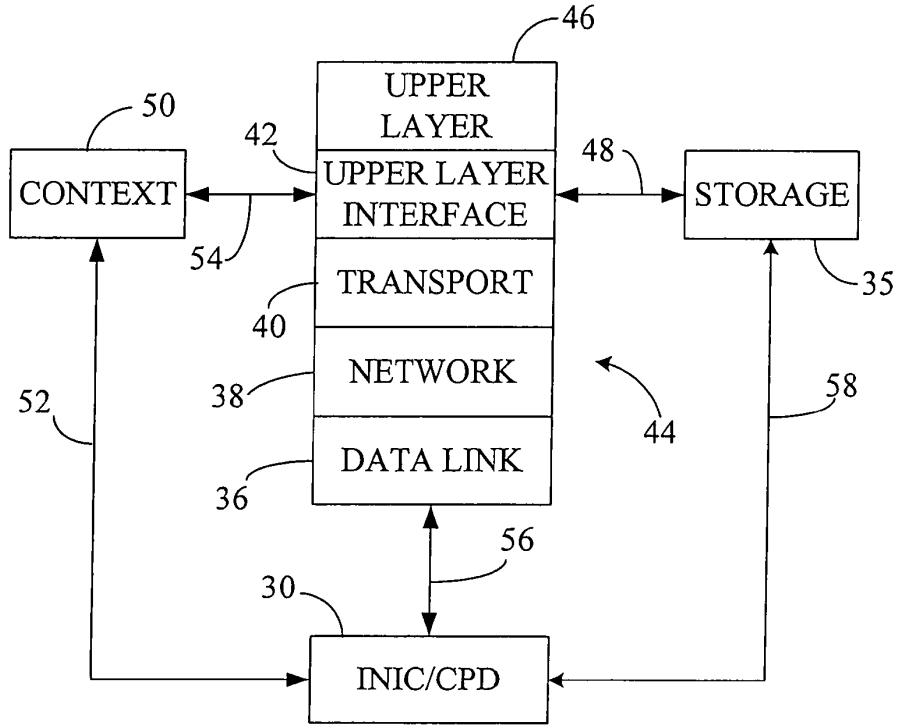 46
UPPER
LAYER
50
42
48
CONTEXT
UPPER LAYER
INTERFACE
STORAGE
54
35
TRANSPORT
40
NETWORK
38
52
58
44
DATA LINK
36
56
30
INIC/CPD